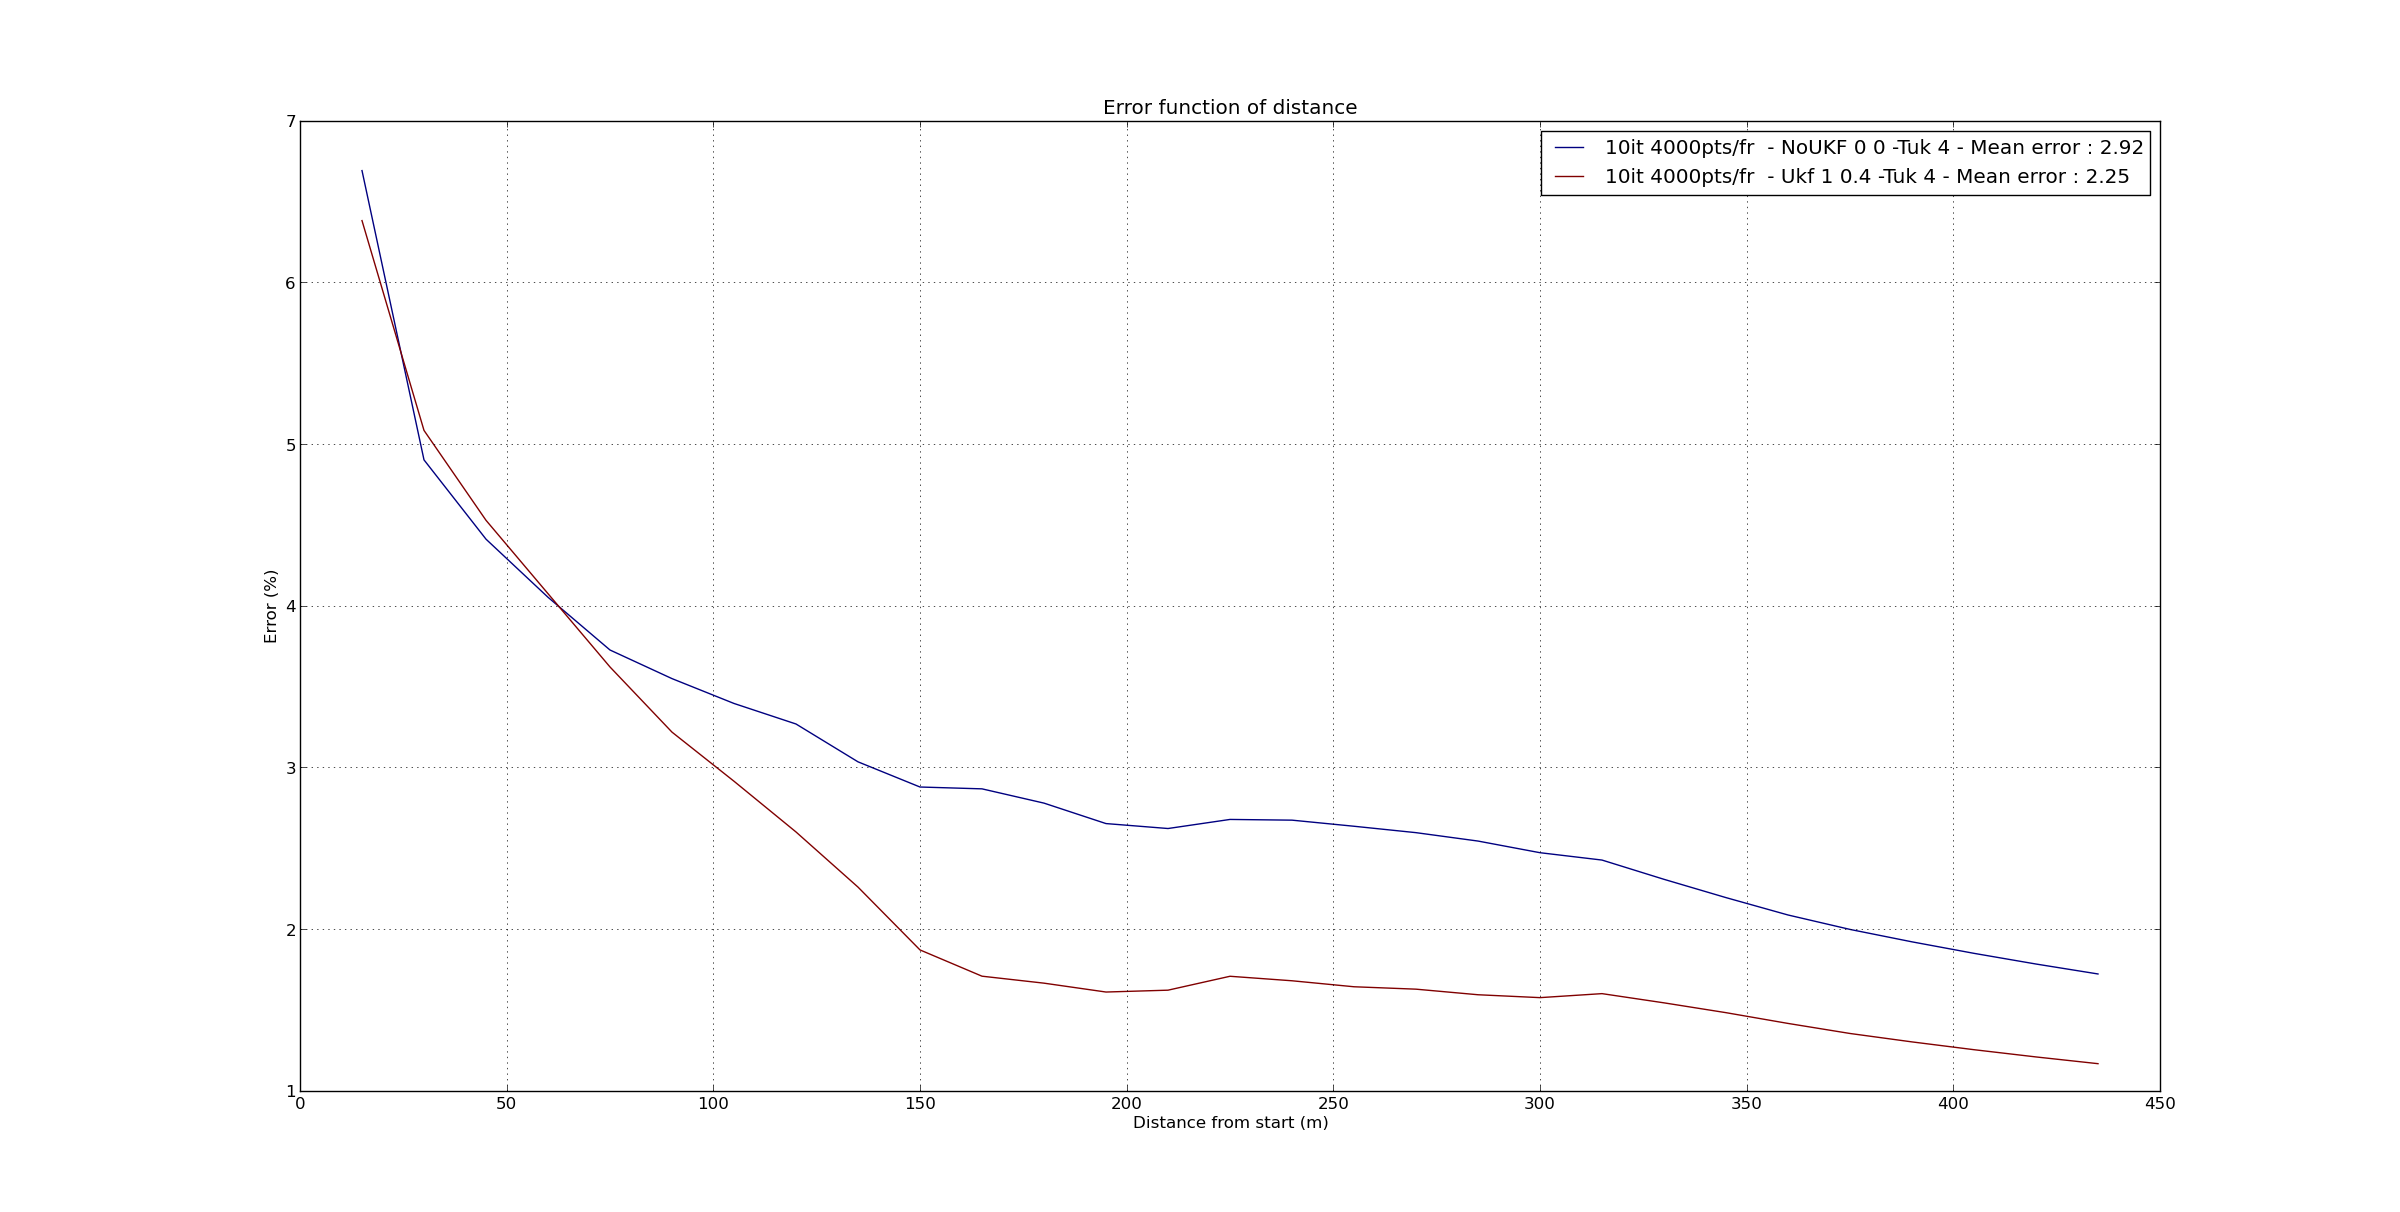 Error function of distance
7
10it 4000pts/fr  - NoUKF 0 0 -Tuk 4 - Mean error : 2.92
10it 4000pts/fr  - Ukf 1 0.4 -Tuk 4 - Mean error : 2.25
6
5
Error (%)
4
3
2
1
0 50 100 150 200 250 300 350 400 450
Distance from start (m)